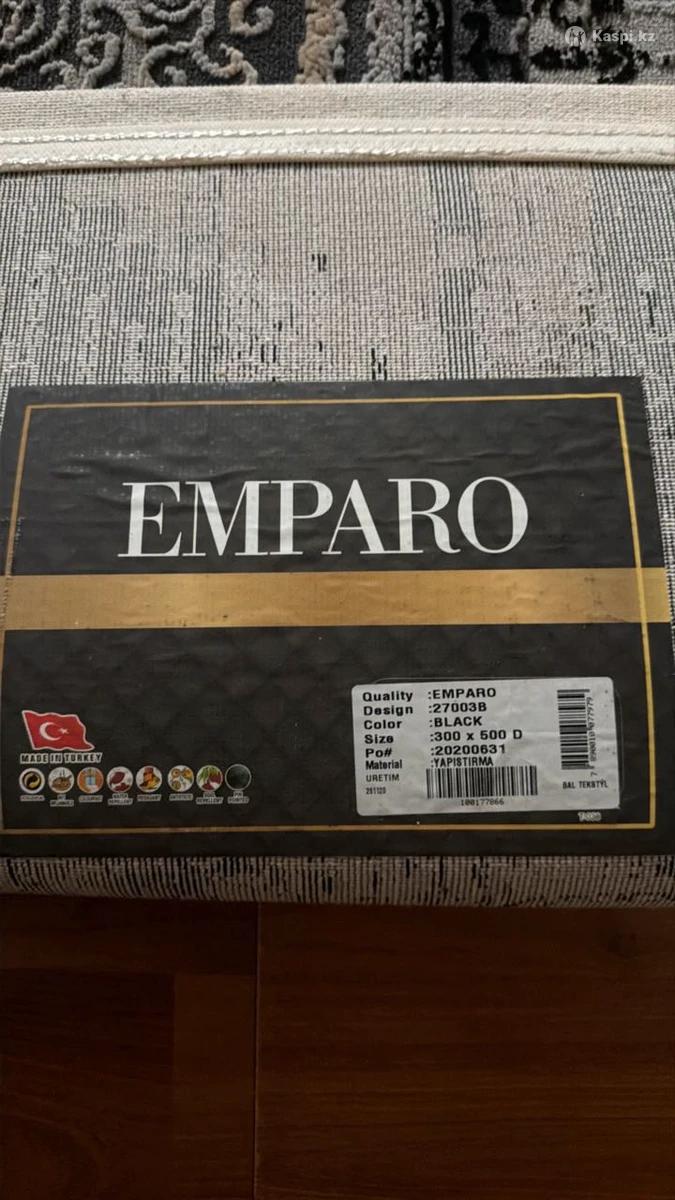 Kaspi.kz
EMPARO
Quality :EMPARO
Design :27003B
Color :BLACK
Size :300 x 500 D
Po# :20200631
Material :YAPISTIRMA
URETIM
251120
100177866
BAL TEKSTYL
MADE IN TURKEY